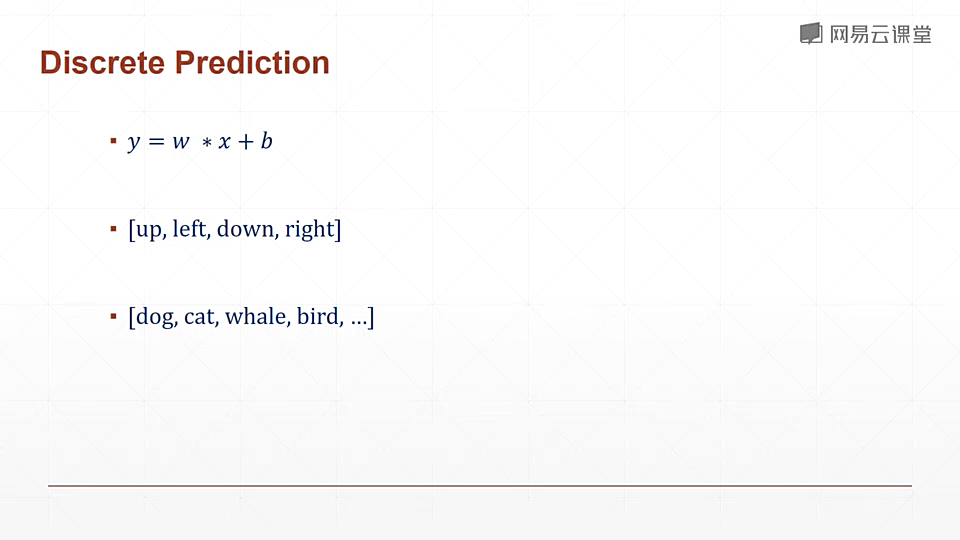 网易云课堂
Discrete Prediction
▪ y = w ∗ x + b
▪ [up, left, down, right]
▪ [dog, cat, whale, bird, …]